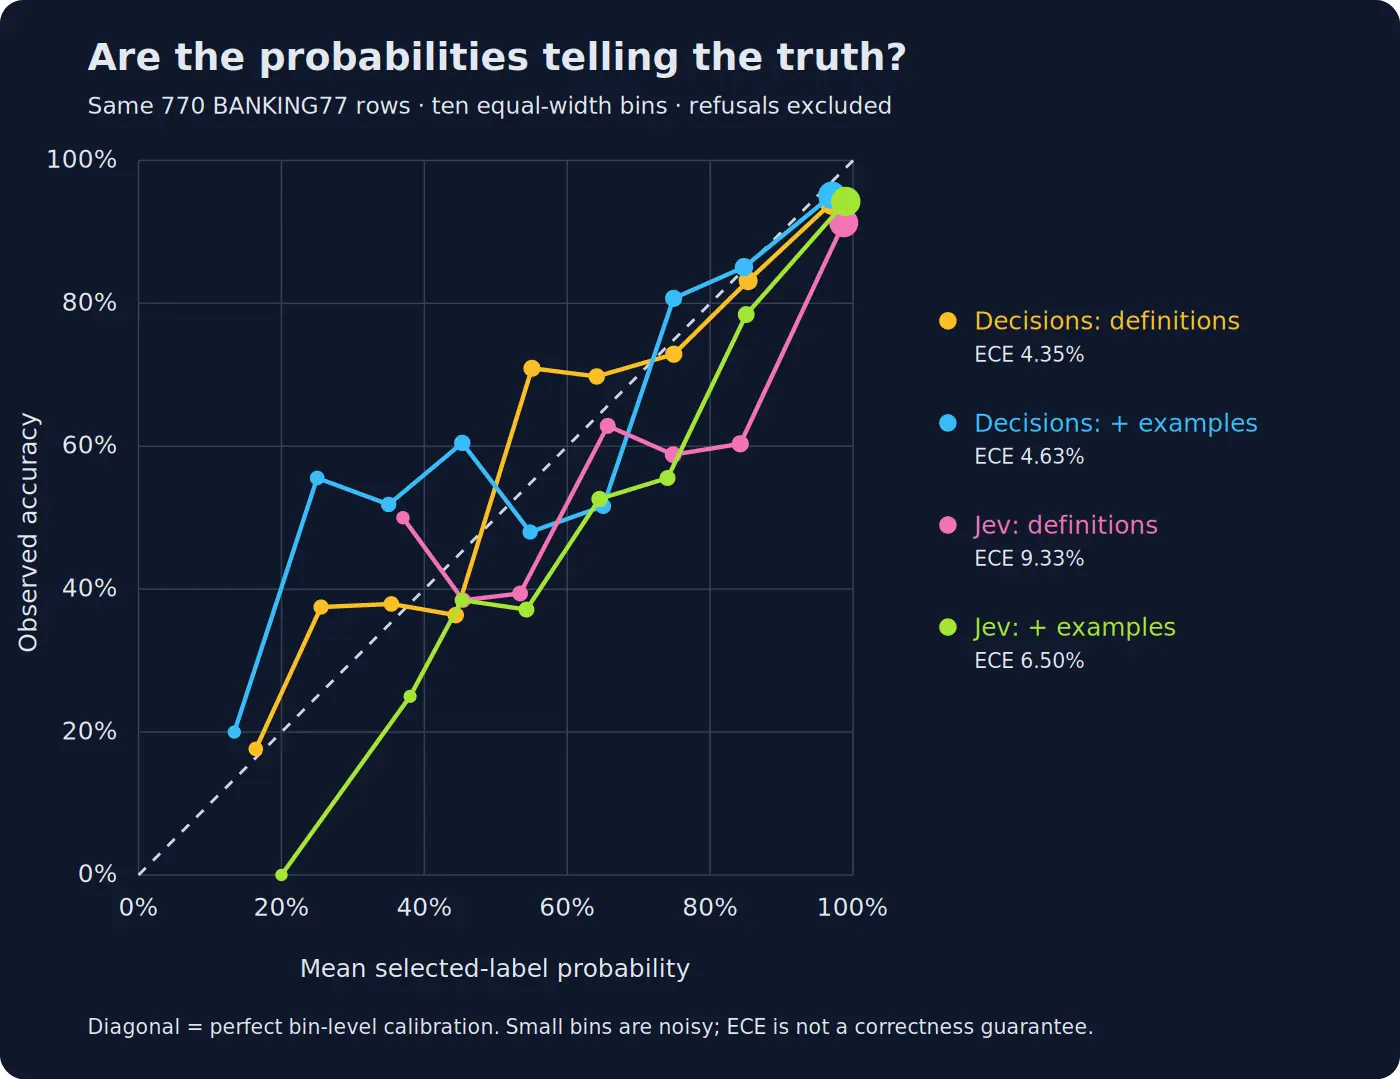 Are the probabilities telling the truth?
Same 770 BANKING77 rows · ten equal-width bins · refusals excluded
100%
80%
60%
40%
20%
0%
Observed accuracy
0% 20% 40% 60% 80% 100%
Mean selected-label probability
Decisions: definitions
ECE 4.35%
Decisions: + examples
ECE 4.63%
Jev: definitions
ECE 9.33%
Jev: + examples
ECE 6.50%
Diagonal = perfect bin-level calibration. Small bins are noisy; ECE is not a correctness guarantee.